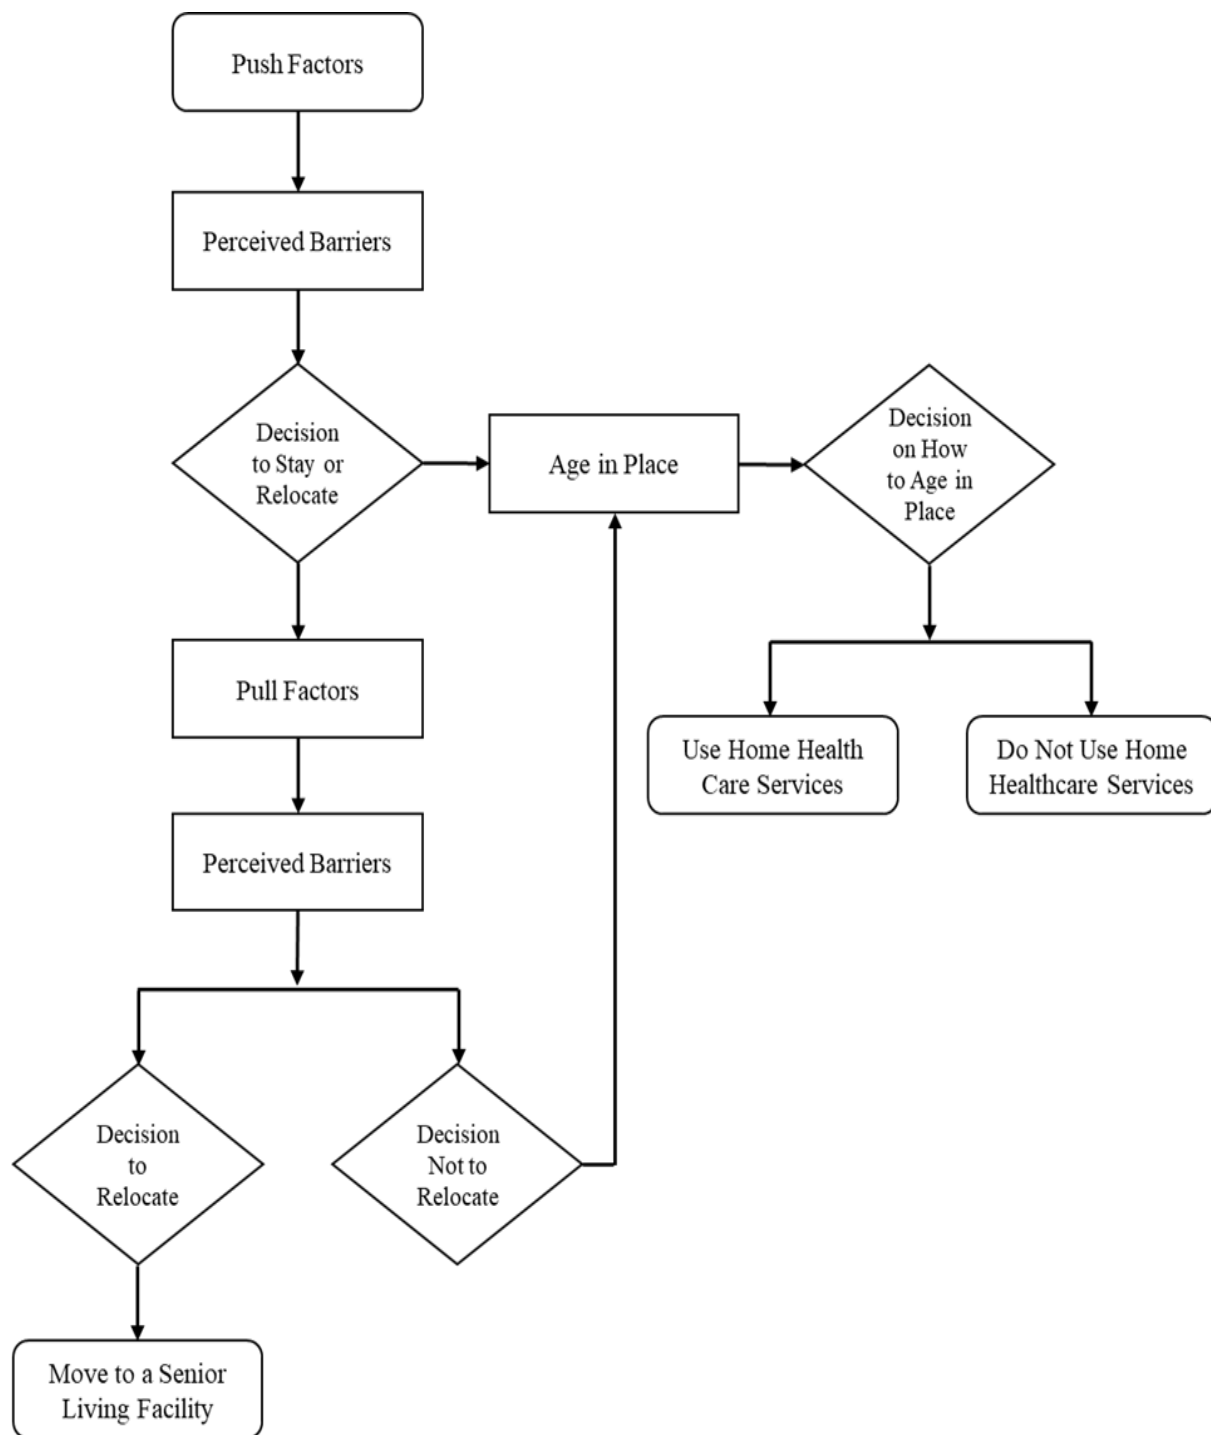 Push Factors
Perceived Barriers
Decision
to Stay or
Relocate
Age in Place
Decision
on How
to Age in
Place
Pull Factors
Use Home Health
Care Services
Do Not Use Home
Healthcare Services
Perceived Barriers
Decision
to
Relocate
Decision
Not to
Relocate
Move to a Senior
Living Facility